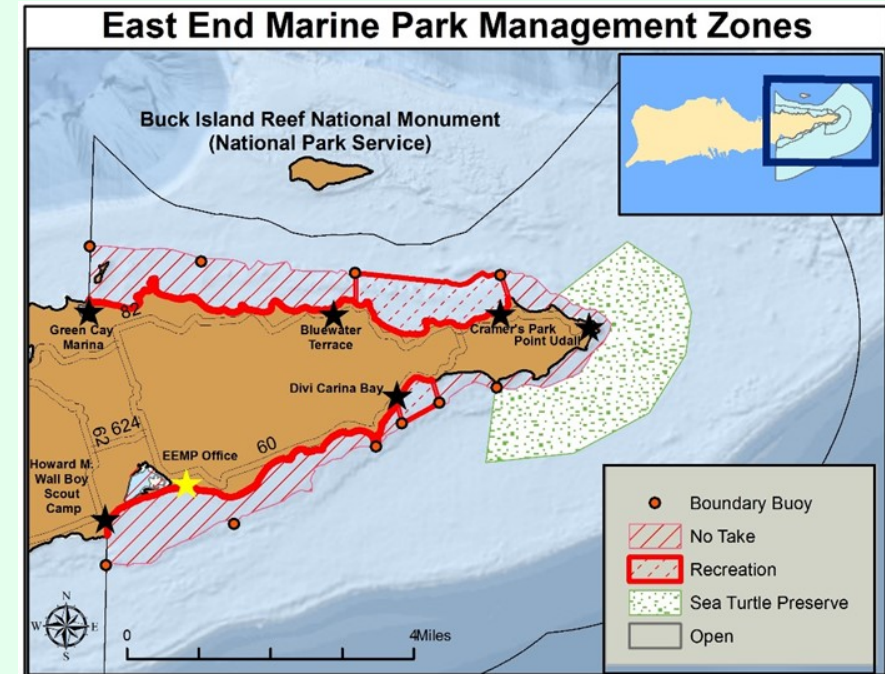 East End Marine Park Management Zones
Buck Island Reef National Monument
(National Park Service)
82
Green Cay
Marina
Bluewater
Terrace
Cramer's Park
Point Udall
Divi Carina Bay
62
624
60
EEMP Office
Howard M.
Wall Boy
Scout
Camp
N
W
E
S
0
4Miles
Boundary Buoy
No Take
Recreation
Sea Turtle Preserve
Open